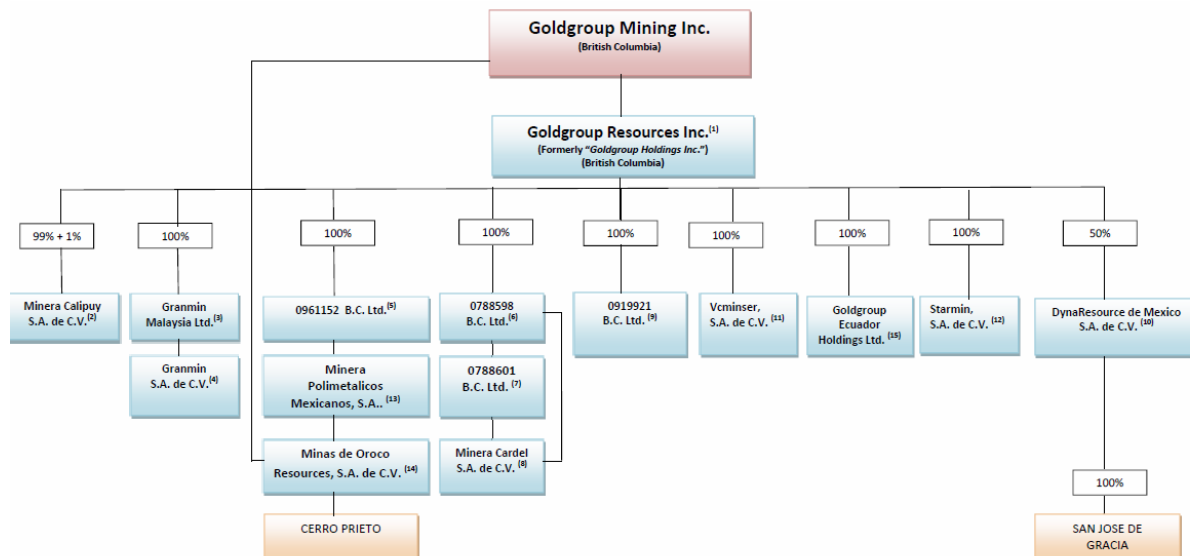 Goldgroup Mining Inc.
(British Columbia)
Goldgroup Resources Inc.(1)
(Formerly "Goldgroup Holdings Inc.")
(British Columbia)
99% + 1%
100%
100%
100%
100%
100%
100%
100%
50%
Minera Calipuy
S.A. de C.V.(2)
Granmin
Malaysia Ltd.(3)
0961152 B.C. Ltd.(5)
0788598
B.C. Ltd.(6)
0919921
B.C. Ltd.(9)
Vcminser,
S.A. de C.V.(11)
Goldgroup
Ecuador
Holdings Ltd.(15)
Starmin,
S.A. de C.V.(12)
DynaResource de Mexico
S.A. de C.V.(10)
Granmin
S.A. de C.V.(4)
Minera
Polimetalicos
Mexicanos, S.A..(13)
0788601
B.C. Ltd.(7)
Minas de Oroco
Resources, S.A. de C.V.(14)
Minera Cardel
S.A. de C.V.(8)
100%
CERRO PRIETO
SAN JOSE DE
GRACIA